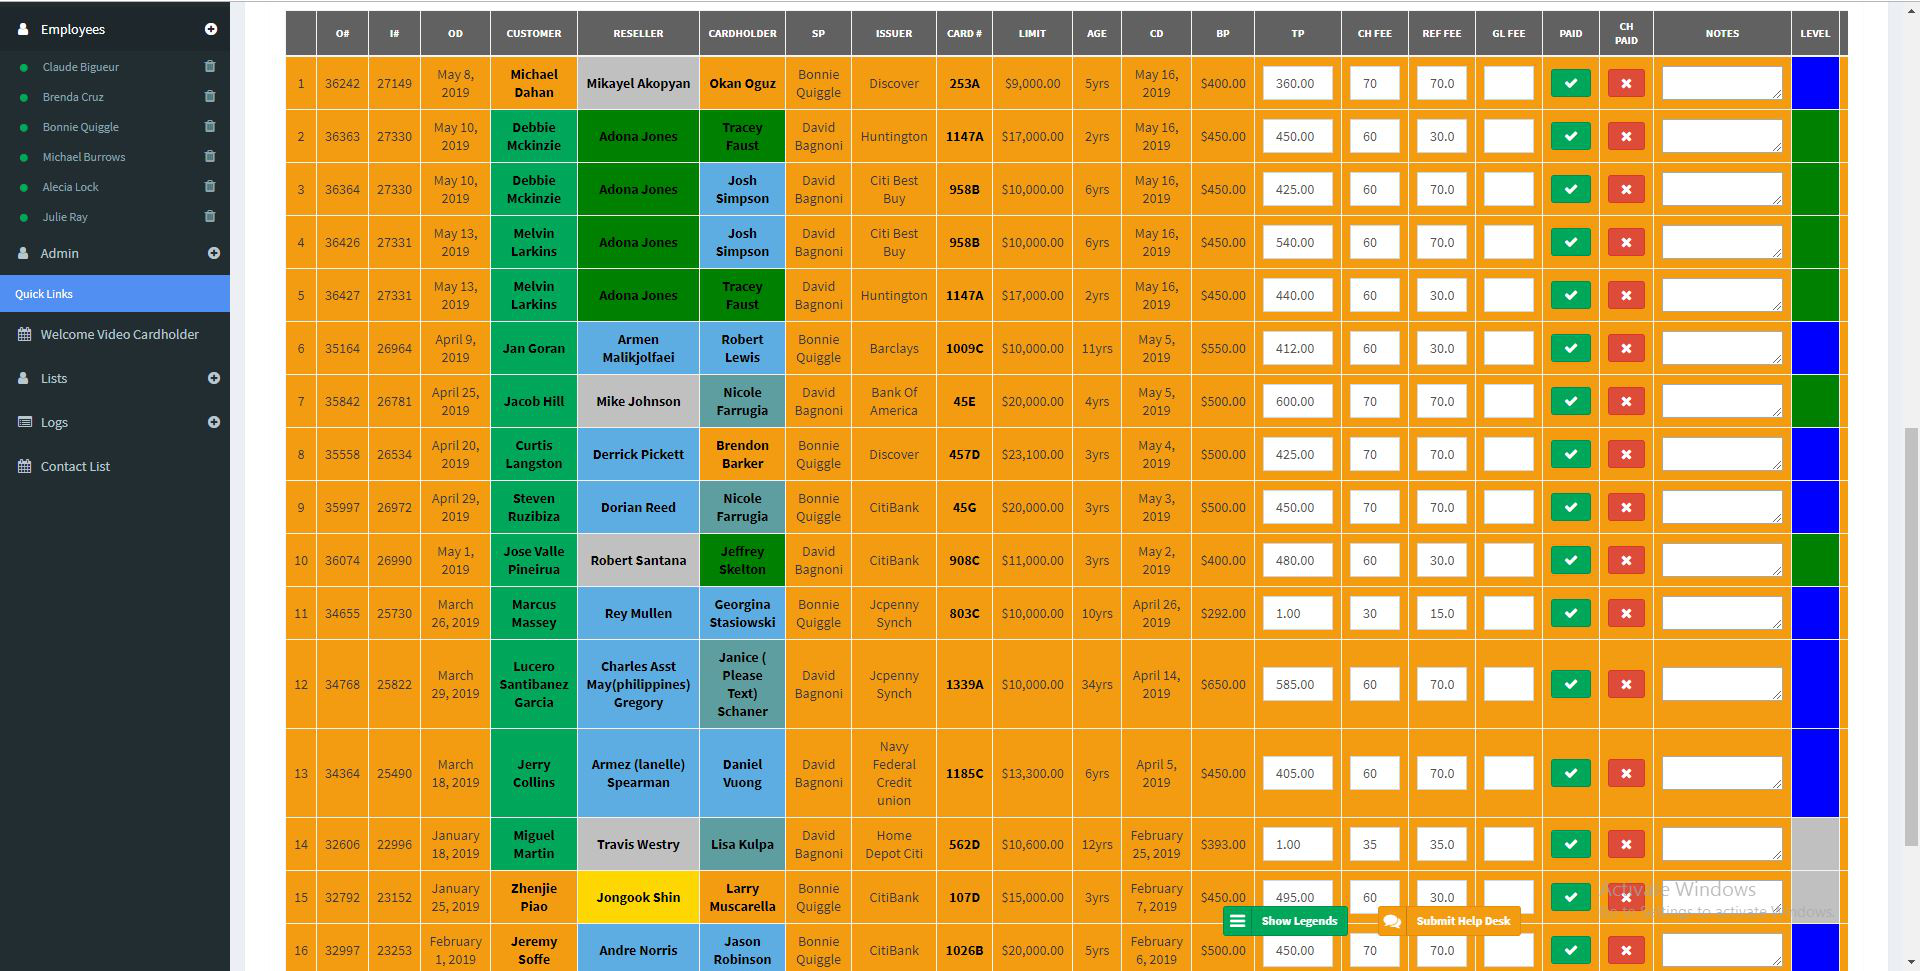 Employees
Claude Bigueur
Brenda Cruz
Bonnie Quiggle
Michael Burrows
Alecia Lock
Julie Ray
Admin
Quick Links
Welcome Video Cardholder
Lists
Logs
Contact List
O# I# OD CUSTOMER RESELLER CARDHOLDER SP ISSUER CARD # LIMIT AGE CD BP TP CH FEE REF FEE GL FEE PAID CH PAID NOTES LEVEL
1 36242 27149 May 8, 2019 Michael Dahan Mikayel Akopyan Okan Oguz Bonnie Quiggle Discover 253A $9,000.00 5yrs May 16, 2019 $400.00 360.00 70 70.0
2 36363 27330 May 10, 2019 Debbie Mckinzie Adona Jones Tracey Faust David Bagnoni Huntington 1147A $17,000.00 2yrs May 16, 2019 $450.00 450.00 60 30.0
3 36364 27330 May 10, 2019 Debbie Mckinzie Adona Jones Josh Simpson David Bagnoni Citi Best Buy 958B $10,000.00 6yrs May 16, 2019 $450.00 425.00 60 70.0
4 36426 27331 May 13, 2019 Melvin Larkins Adona Jones Josh Simpson David Bagnoni Citi Best Buy 958B $10,000.00 6yrs May 16, 2019 $450.00 540.00 60 70.0
5 36427 27331 May 13, 2019 Melvin Larkins Adona Jones Tracey Faust David Bagnoni Huntington 1147A $17,000.00 2yrs May 16, 2019 $450.00 440.00 60 30.0
6 35164 26964 April 9, 2019 Jan Goran Armen Malikjolfaei Robert Lewis Bonnie Quiggle Barclays 1009C $10,000.00 11yrs May 5, 2019 $550.00 412.00 60 30.0
7 35842 26781 April 25, 2019 Jacob Hill Mike Johnson Nicole Farrugia David Bagnoni Bank Of America 45E $20,000.00 4yrs May 5, 2019 $500.00 600.00 70 70.0
8 35558 26534 April 20, 2019 Curtis Langston Derrick Pickett Brendon Barker Bonnie Quiggle Discover 457D $23,100.00 3yrs May 4, 2019 $500.00 425.00 70 70.0
9 35997 26972 April 29, 2019 Steven Ruzibiza Dorian Reed Nicole Farrugia Bonnie Quiggle CitiBank 45G $20,000.00 3yrs May 3, 2019 $500.00 450.00 70 70.0
10 36074 26990 May 1, 2019 Jose Valle Pineirua Robert Santana Jeffrey Skelton David Bagnoni CitiBank 908C $11,000.00 3yrs May 2, 2019 $400.00 480.00 60 30.0
11 34655 25730 March 26, 2019 Marcus Massey Rey Mullen Georgina Stasiowski Bonnie Quiggle Jcpenny Synch 803C $10,000.00 10yrs April 26, 2019 $292.00 1.00 30 15.0
12 34768 25822 March 29, 2019 Lucero Santibanez Garcia Charles Asst May(philippines) Gregory Janice ( Please Text) Schaner David Bagnoni Jcpenny Synch 1339A $10,000.00 34yrs April 14, 2019 $650.00 585.00 60 70.0
13 34364 25490 March 18, 2019 Jerry Collins Armez (lanelle) Spearman Daniel Vuong David Bagnoni Navy Federal Credit union 1185C $13,300.00 6yrs April 5, 2019 $450.00 405.00 60 70.0
14 32606 22996 January 18, 2019 Miguel Martin Travis Westry Lisa Kulpa David Bagnoni Home Depot Citi 562D $10,600.00 12yrs February 25, 2019 $393.00 1.00 35 35.0
15 32792 23152 January 25, 2019 Zhenjie Piao Jongook Shin Larry Muscarella Bonnie Quiggle CitiBank 107D $15,000.00 3yrs February 7, 2019 $450.00 495.00 60 30.0
Activate Windows
Go to Settings to activate Windows.
Show Legends
Submit Help Desk
16 32997 23253 February 1, 2019 Jeremy Soffe Andre Norris Jason Robinson Bonnie Quiggle CitiBank 1026B $20,000.00 5yrs February 6, 2019 $500.00 450.00 70 70.0